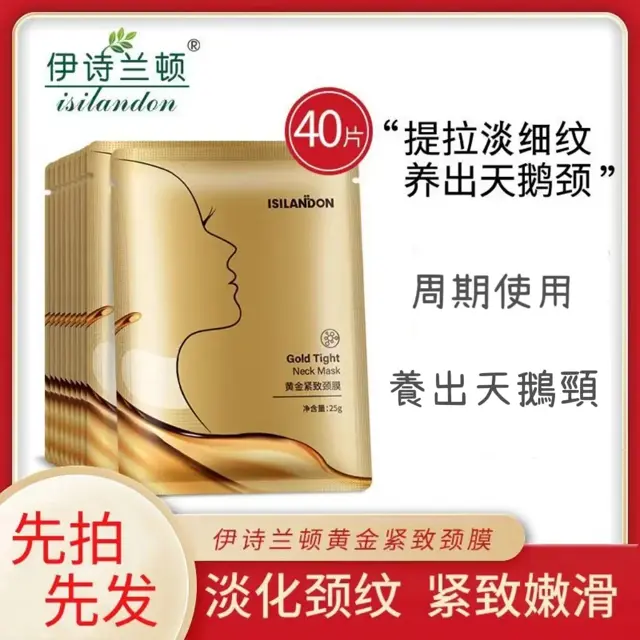 伊诗兰顿®
isilandon
40片
“提拉淡细纹
养出天鹅颈”
ISILANDON
周期使用
Gold Tight
Neck Mask
黄金紧致颈膜
净含量:25g
養出天鵝頸
先拍
先发
伊诗兰顿黄金紧致颈膜
淡化颈纹 紧致嫩滑